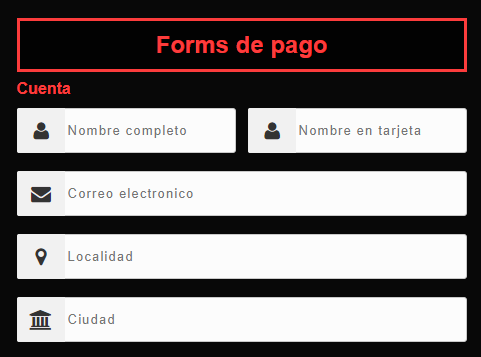 Forms de pago
Cuenta
Nombre completo
Nombre en tarjeta
Correo electronico
Localidad
Ciudad